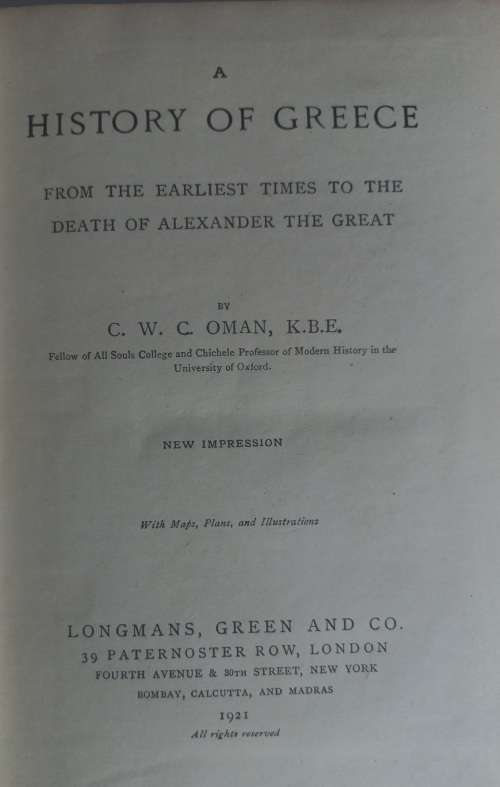 A
HISTORY OF GREECE
FROM THE EARLIEST TIMES TO THE
DEATH OF ALEXANDER THE GREAT
BY
C. W. C. OMAN, K.B.E.
Fellow of All Souls College and Chichele Professor of Modern History in the
University of Oxford.
NEW IMPRESSION
With Maps, Plans, and Illustrations
LONGMANS, GREEN AND CO.
39 PATERNOSTER ROW, LONDON
FOURTH AVENUE & 30TH STREET, NEW YORK
BOMBAY, CALCUTTA, AND MADRAS
1921
All rights reserved